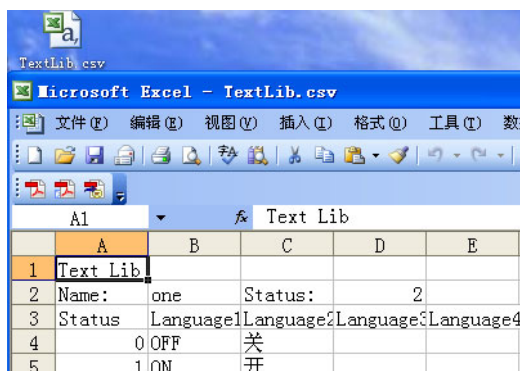 TextLib.csv
Microsoft Excel - TextLib.csv
文件(F) 编辑(E) 视图(V) 插入(I) 格式(O) 工具(T) 数
A1 fx Text Lib
A B C D E
1 Text Lib
2 Name: one Status: 2
3 Status Language1 Language2 Language3 Language4
4 0 OFF 关
5 1 ON 开